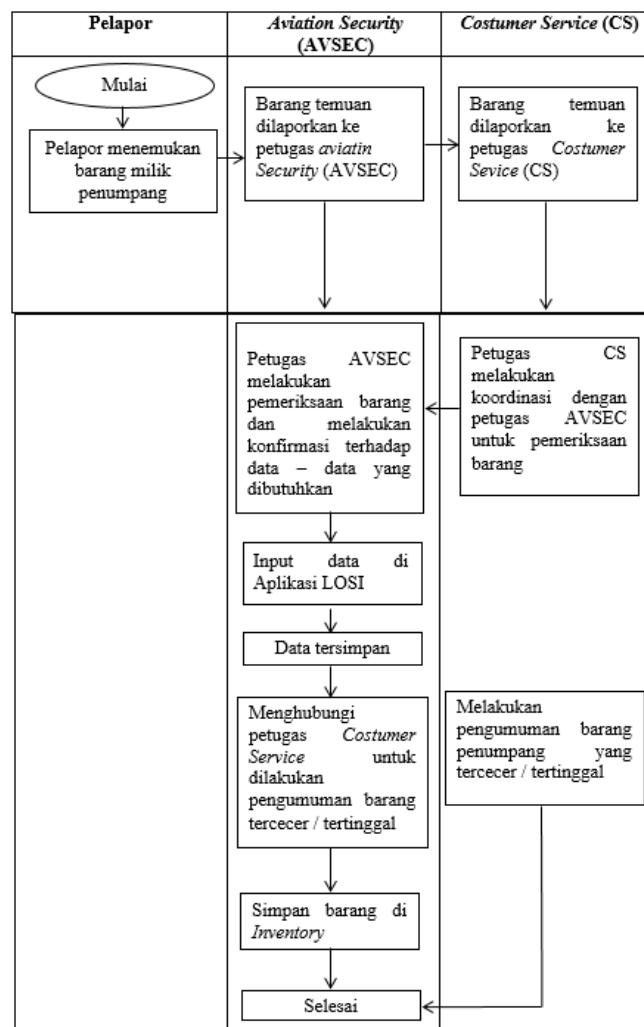 Pelapor
Aviation Security
(AVSEC)
Costumer Service (CS)
Mulai
Pelapor menemukan
barang milik
penumpang
Barang temuan
dilaporkan ke
petugas aviatin
Security (AVSEC)
Barang temuan
dilaporkan ke
petugas Costumer
Sevice (CS)
Petugas AVSEC
melakukan
pemeriksaan barang
dan melakukan
konfirmasi terhadap
data – data yang
dibutuhkan
Petugas CS
melakukan
koordinasi dengan
petugas AVSEC
untuk pemeriksaan
barang
Input data di
Aplikasi LOSI
Data tersimpan
Menghubungi
petugas Costumer
Service untuk
dilakukan
pengumuman barang
tercecer / tertinggal
Melakukan
pengumuman barang
penumpang yang
tercecer / tertinggal
Simpan barang di
Inventory
Selesai